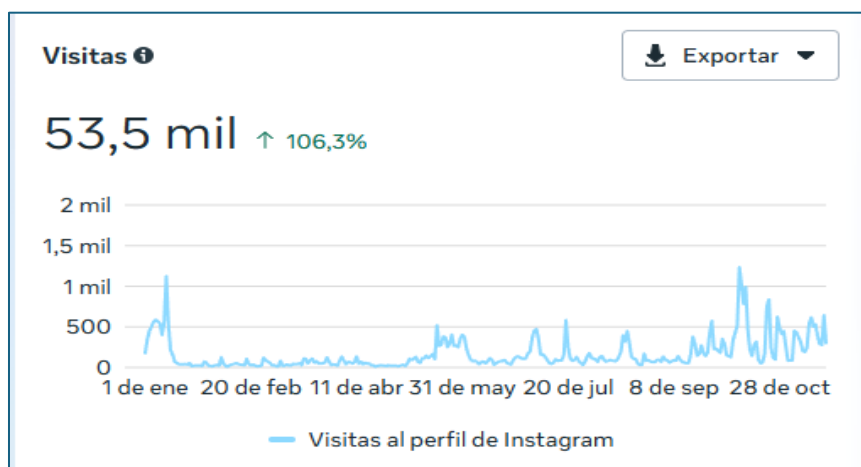 Visitas
Exportar
53,5 mil ↑ 106,3%
2 mil
1,5 mil
1 mil
500
0
1 de ene 20 de feb 11 de abr 31 de may 20 de jul 8 de sep 28 de oct
Visitas al perfil de Instagram